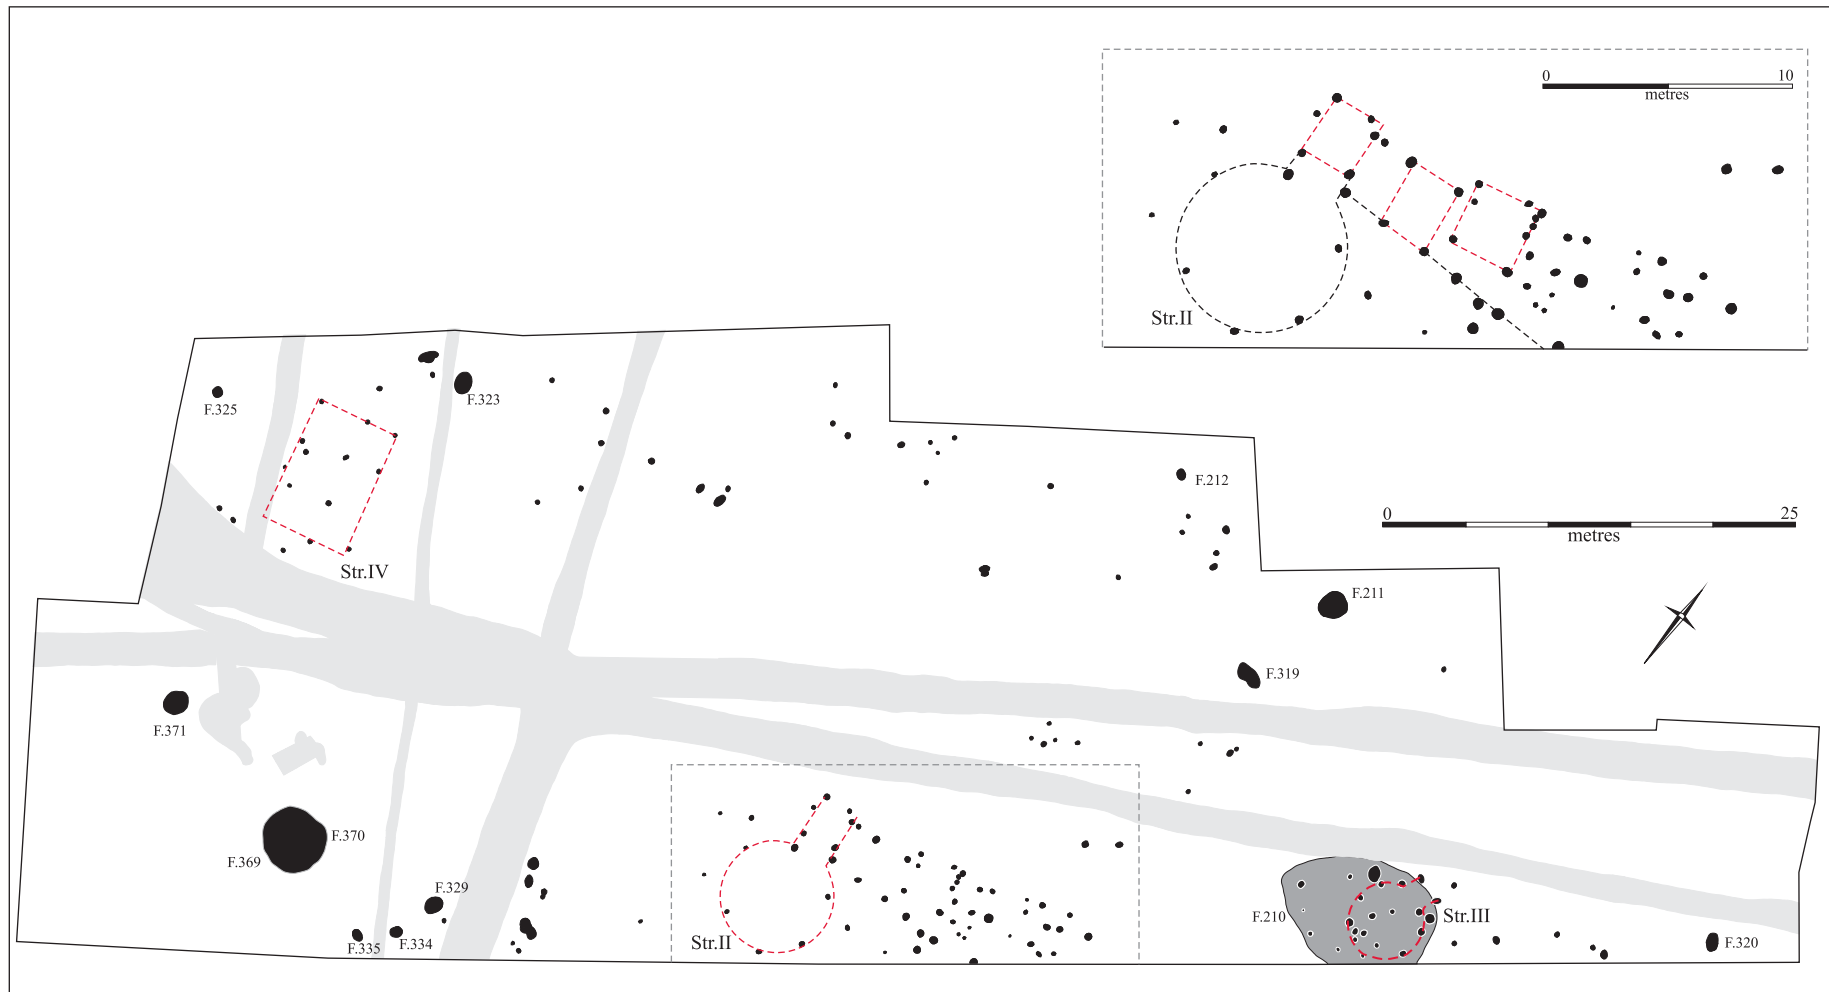 0 10
metres
Str.II
F.325
F.323
F.212
0 25
metres
Str.IV
F.211
F.319
F.371
F.370
F.369
F.329
F.335
F.334
Str.II
F.210
Str.III
F.320